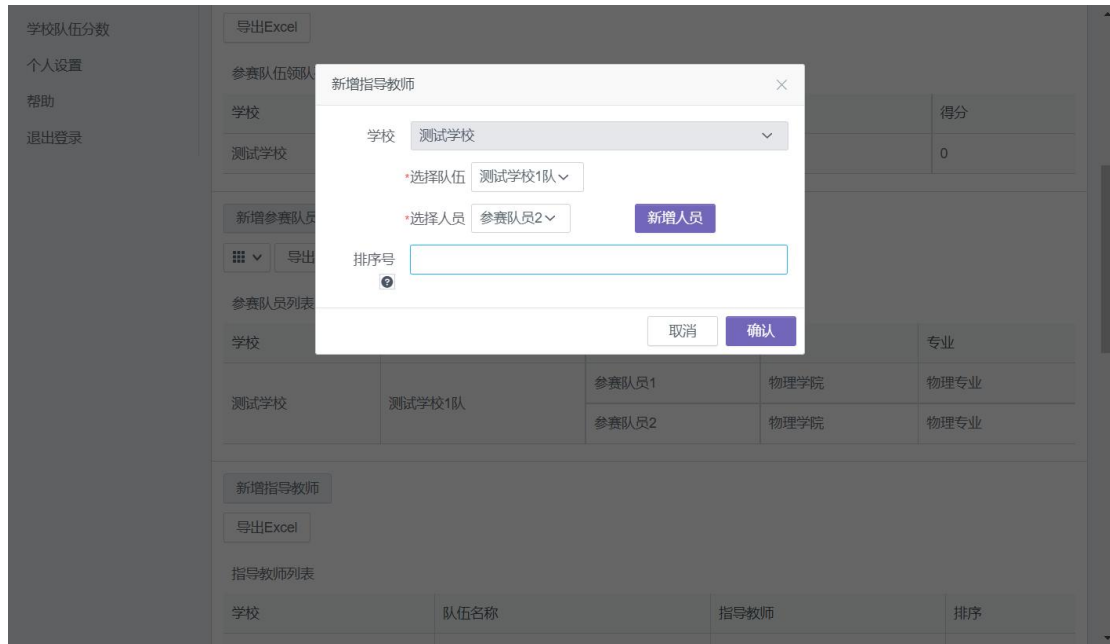 学校队伍分数
个人设置
帮助
退出登录
导出Excel
参赛队伍领队
学校
得分
测试学校
0
新增参赛队员
导出
参赛队员列表
学校
专业
测试学校
测试学校1队
参赛队员1
物理学院
物理专业
参赛队员2
物理学院
物理专业
新增指导教师
导出Excel
指导教师列表
学校
队伍名称
指导教师
排序
新增指导教师
学校
测试学校
*选择队伍
测试学校1队
*选择人员
参赛队员2
新增人员
排序号
取消
确认